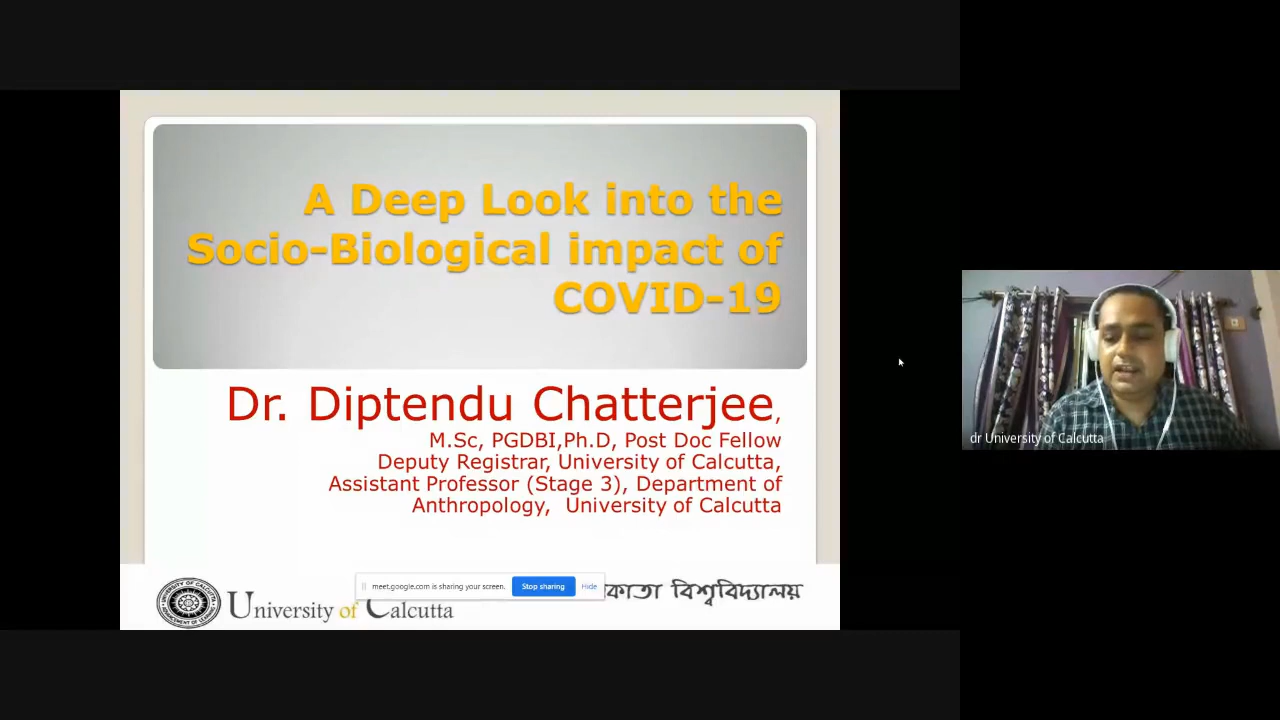 A Deep Look into the
Socio-Biological impact of
COVID-19
Dr. Diptendu Chatterjee,
M.Sc, PGDBI,Ph.D, Post Doc Fellow
Deputy Registrar, University of Calcutta,
Assistant Professor (Stage 3), Department of
Anthropology, University of Calcutta
meet.google.com is sharing your screen. Stop sharing Hide
University of Calcutta
বিশ্ববিদ্যালয়
dr University of Calcutta